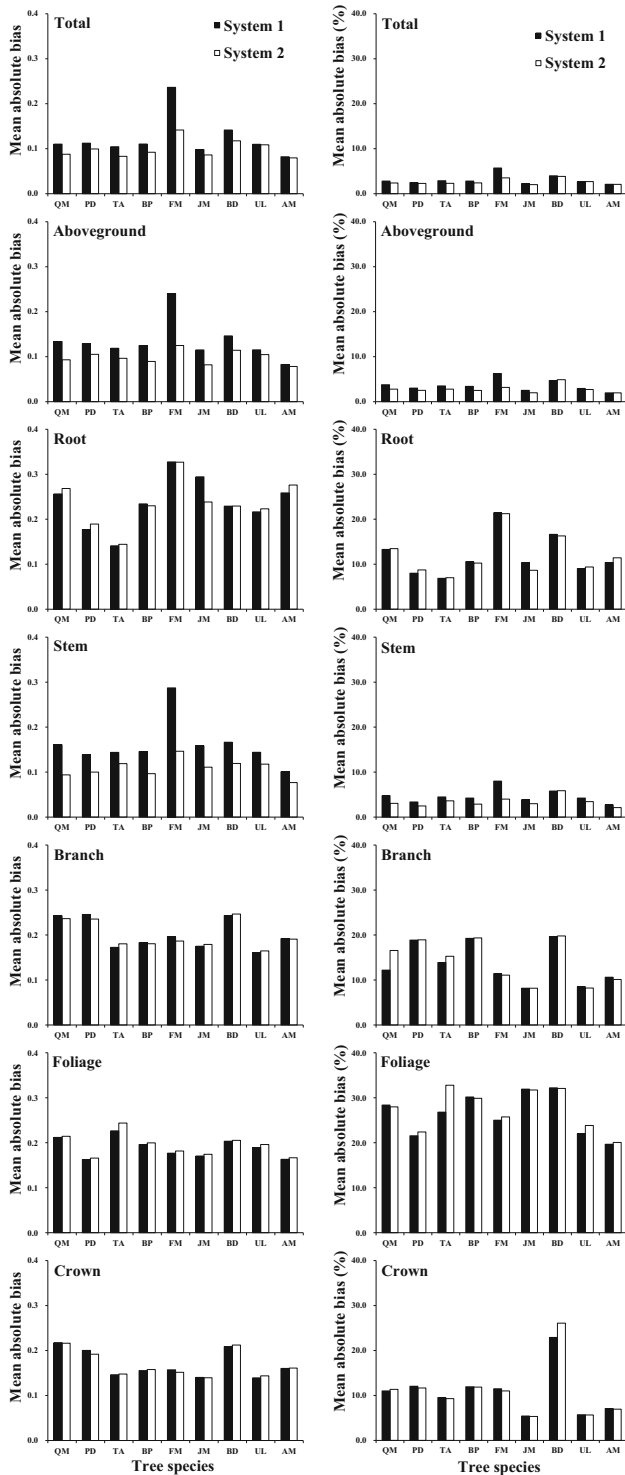 Mean absolute bias
0.4
0.3
0.2
0.1
0.0
Total
System 1
System 2
QM PD TA BP FM JM BD UL AM
Mean absolute bias (%)
40.0
30.0
20.0
10.0
0.0
Total
System 1
System 2
QM PD TA BP FM JM BD UL AM
Mean absolute bias
0.4
0.3
0.2
0.1
0.0
Aboveground
QM PD TA BP FM JM BD UL AM
Mean absolute bias (%)
40.0
30.0
20.0
10.0
0.0
Aboveground
QM PD TA BP FM JM BD UL AM
Mean absolute bias
0.4
0.3
0.2
0.1
0.0
Root
QM PD TA BP FM JM BD UL AM
Mean absolute bias (%)
40.0
30.0
20.0
10.0
0.0
Root
QM PD TA BP FM JM BD UL AM
Mean absolute bias
0.4
0.3
0.2
0.1
0.0
Stem
QM PD TA BP FM JM BD UL AM
Mean absolute bias (%)
40.0
30.0
20.0
10.0
0.0
Stem
QM PD TA BP FM JM BD UL AM
Mean absolute bias
0.4
0.3
0.2
0.1
0.0
Branch
QM PD TA BP FM JM BD UL AM
Mean absolute bias (%)
40.0
30.0
20.0
10.0
0.0
Branch
QM PD TA BP FM JM BD UL AM
Mean absolute bias
0.4
0.3
0.2
0.1
0.0
Foliage
QM PD TA BP FM JM BD UL AM
Mean absolute bias (%)
40.0
30.0
20.0
10.0
0.0
Foliage
QM PD TA BP FM JM BD UL AM
Mean absolute bias
0.4
0.3
0.2
0.1
0.0
Crown
QM PD TA BP FM JM BD UL AM
Tree species
Mean absolute bias (%)
40.0
30.0
20.0
10.0
0.0
Crown
QM PD TA BP FM JM BD UL AM
Tree species